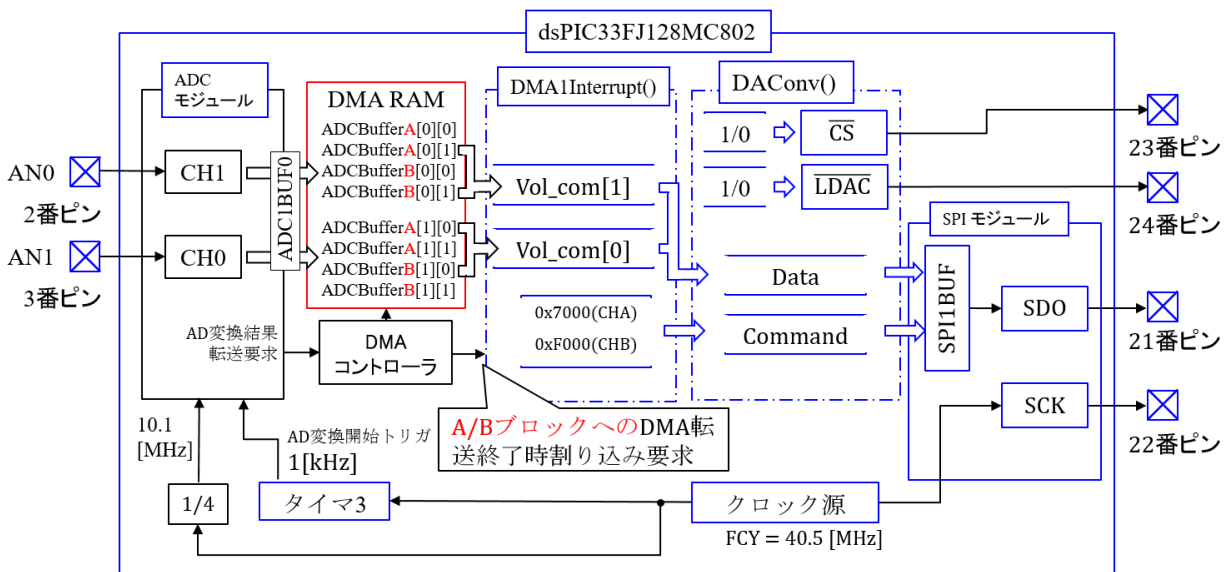 dsPIC33FJ128MC802
ADC
モジュール
AN0
2番ピン
AN1
3番ピン
CH1
CH0
ADC1BUF0
DMA RAM
ADCBufferA[0][0]
ADCBufferA[0][1]
ADCBufferB[0][0]
ADCBufferB[0][1]
ADCBufferA[1][0]
ADCBufferA[1][1]
ADCBufferB[1][0]
ADCBufferB[1][1]
DMA1Interrupt()
Vol_com[1]
Vol_com[0]
0x7000(CHA)
0xF000(CHB)
DAConv()
1/0
CS
1/0
LDAC
Data
Command
SPI モジュール
SPI1BUF
SDO
SCK
23番ピン
24番ピン
21番ピン
22番ピン
AD変換結果
転送要求
DMA
コントローラ
A/BブロックへのDMA転
送終了時割り込み要求
10.1
[MHz]
AD変換開始トリガ
1[kHz]
1/4
タイマ3
クロック源
FCY = 40.5 [MHz]